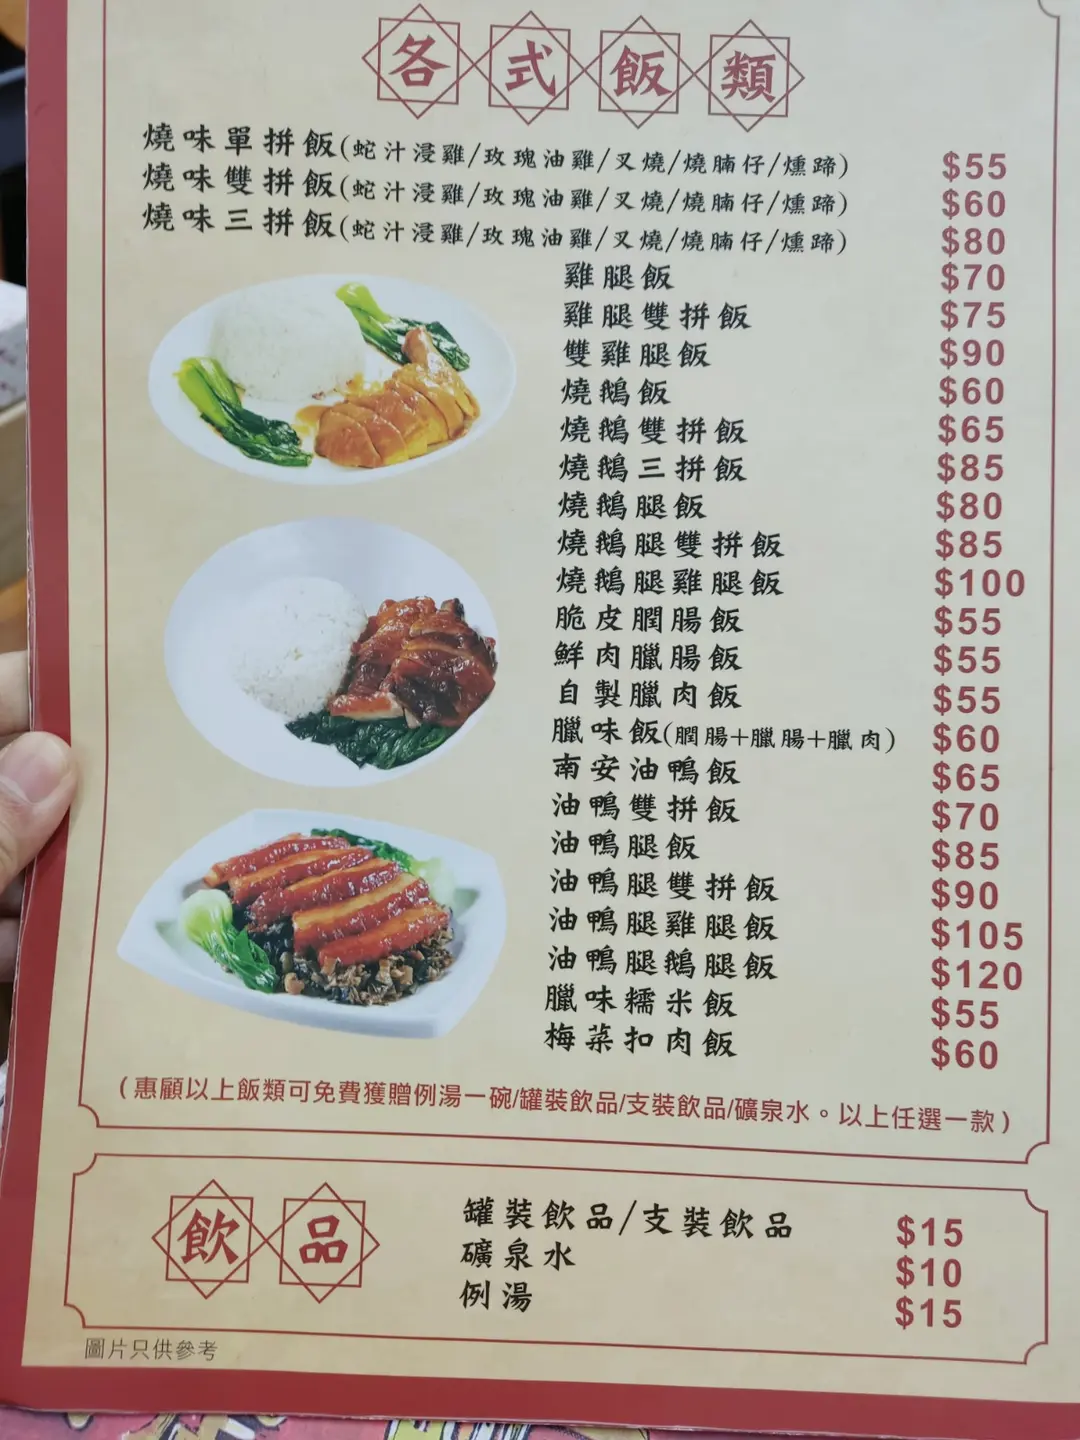 各式飯類
燒味單拼飯(蛇汁浸雞/玫瑰油雞/叉燒/燒腩仔/燻蹄) $55
燒味雙拼飯(蛇汁浸雞/玫瑰油雞/叉燒/燒腩仔/燻蹄) $60
燒味三拼飯(蛇汁浸雞/玫瑰油雞/叉燒/燒腩仔/燻蹄) $80
雞腿飯 $70
雞腿雙拼飯 $75
雙雞腿飯 $90
燒鵝飯 $60
燒鵝雙拼飯 $65
燒鵝三拼飯 $85
燒鵝腿飯 $80
燒鵝腿雙拼飯 $85
燒鵝腿雞腿飯 $100
脆皮膶腸飯 $55
鮮肉臘腸飯 $55
自製臘肉飯 $55
臘味飯(膶腸+臘腸+臘肉) $60
南安油鴨飯 $65
油鴨雙拼飯 $70
油鴨腿飯 $85
油鴨腿雙拼飯 $90
油鴨腿雞腿飯 $105
油鴨腿鵝腿飯 $120
臘味糯米飯 $55
梅菜扣肉飯 $60
(惠顧以上飯類可免費獲贈例湯一碗/罐裝飲品/支裝飲品/礦泉水。以上任選一款)
飲品
罐裝飲品/支裝飲品 $15
礦泉水 $10
例湯 $15
圖片只供參考